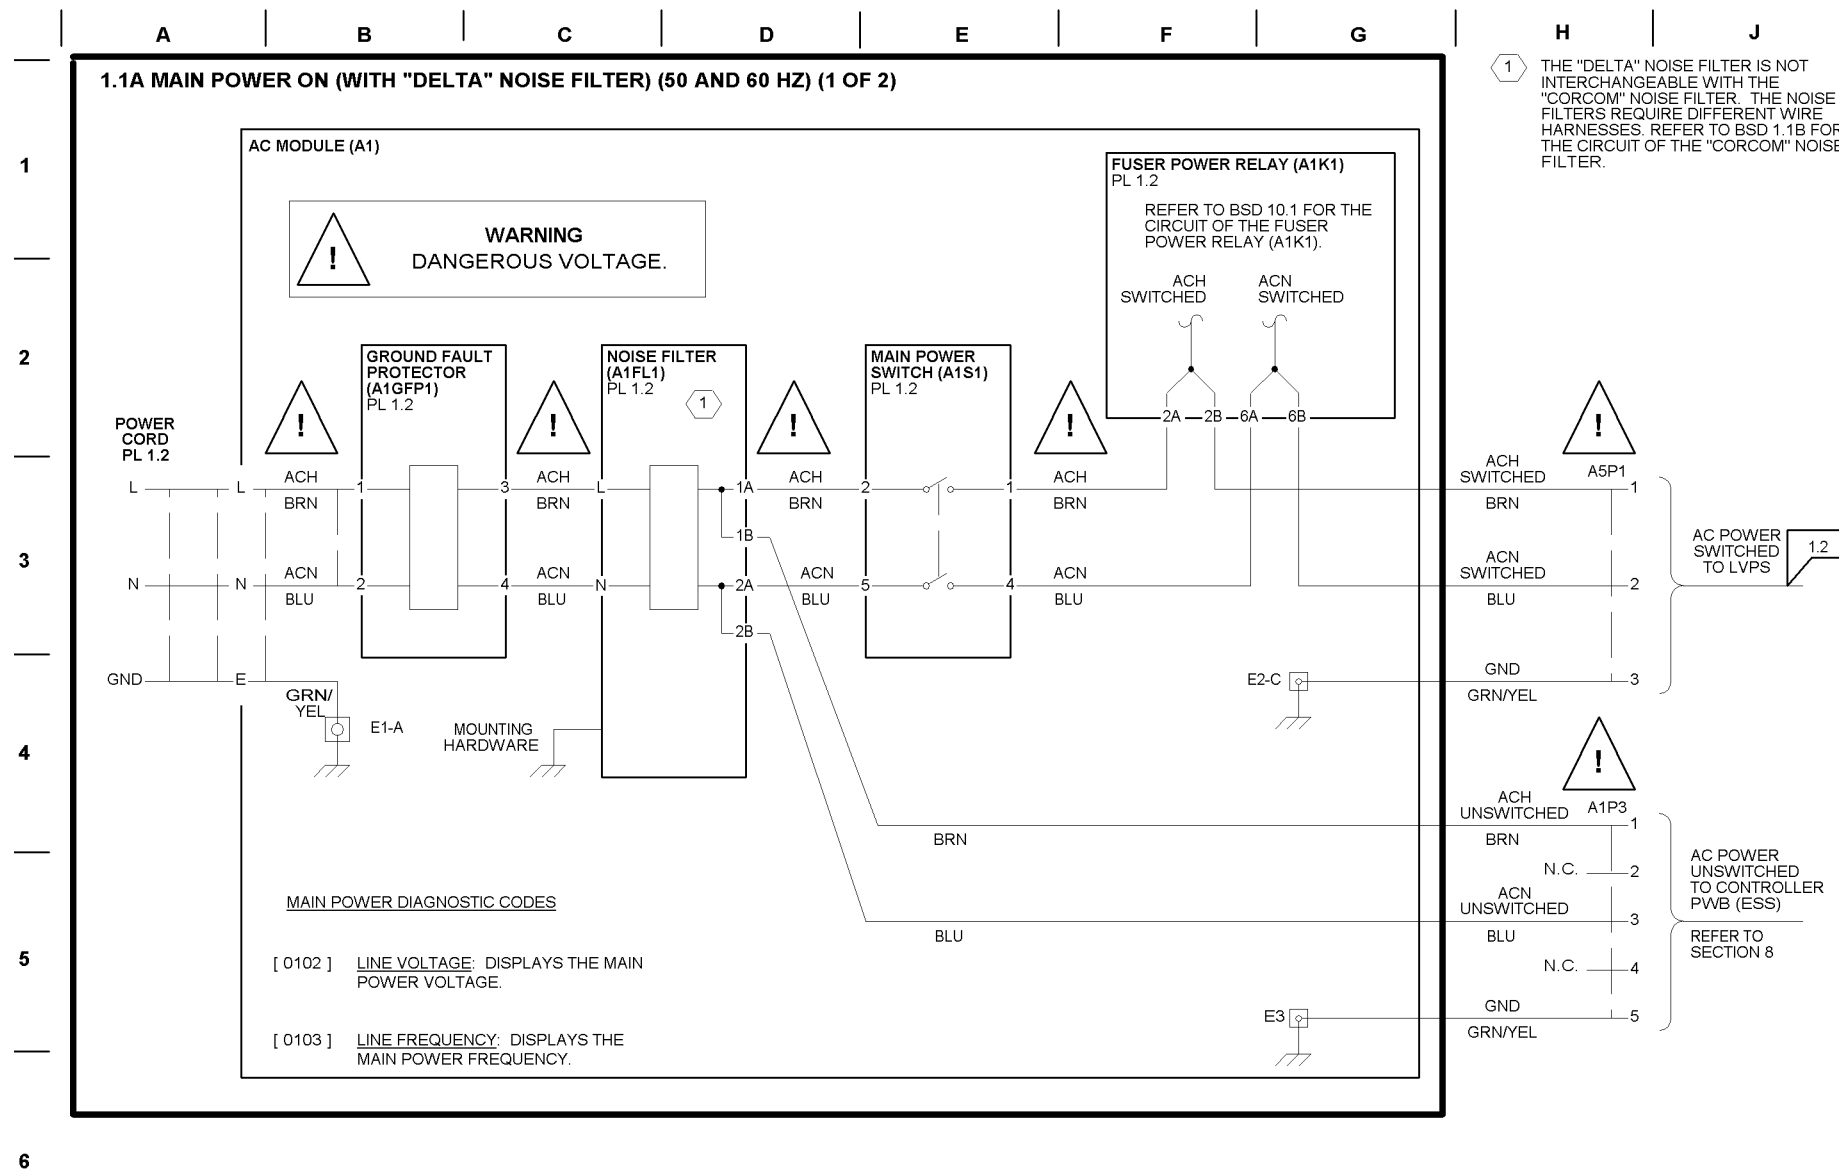 A B C D E F G H J
1.1A MAIN POWER ON (WITH "DELTA" NOISE FILTER) (50 AND 60 HZ) (1 OF 2)
1
THE "DELTA" NOISE FILTER IS NOT
INTERCHANGEABLE WITH THE
"CORCOM" NOISE FILTER. THE NOISE
FILTERS REQUIRE DIFFERENT WIRE
HARNESSES. REFER TO BSD 1.1B FOR
THE CIRCUIT OF THE "CORCOM" NOISE
FILTER.
1
2
3
4
5
6
AC MODULE (A1)
!
WARNING
DANGEROUS VOLTAGE.
FUSER POWER RELAY (A1K1)
PL 1.2
REFER TO BSD 10.1 FOR THE
CIRCUIT OF THE FUSER
POWER RELAY (A1K1).
ACH
SWITCHED
ACN
SWITCHED
2A 2B 6A 6B
POWER
CORD
PL 1.2
L L
N N
GND E
!
ACH
BRN
ACN
BLU
GRN/
YEL
E1-A
GROUND FAULT
PROTECTOR
(A1GFP1)
PL 1.2
1 3
2 4
!
ACH
BRN
ACN
BLU
MOUNTING
HARDWARE
NOISE FILTER
(A1FL1)
PL 1.2
1
L 1A
1B
N 2A
2B
!
ACH
BRN
ACN
BLU
MAIN POWER
SWITCH (A1S1)
PL 1.2
2 1
5 4
!
ACH
BRN
ACN
BLU
E2-C
!
ACH
SWITCHED
BRN
A5P1
1
ACN
SWITCHED
BLU
2
GND
GRN/YEL
3
AC POWER
SWITCHED
TO LVPS
1.2
!
BRN
ACH
UNSWITCHED
BRN
A1P3
1
N.C. 2
BLU
ACN
UNSWITCHED
BLU
3
N.C. 4
E3
GND
GRN/YEL
5
AC POWER
UNSWITCHED
TO CONTROLLER
PWB (ESS)
REFER TO
SECTION 8
MAIN POWER DIAGNOSTIC CODES
[ 0102 ] LINE VOLTAGE: DISPLAYS THE MAIN
POWER VOLTAGE.
[ 0103 ] LINE FREQUENCY: DISPLAYS THE
MAIN POWER FREQUENCY.